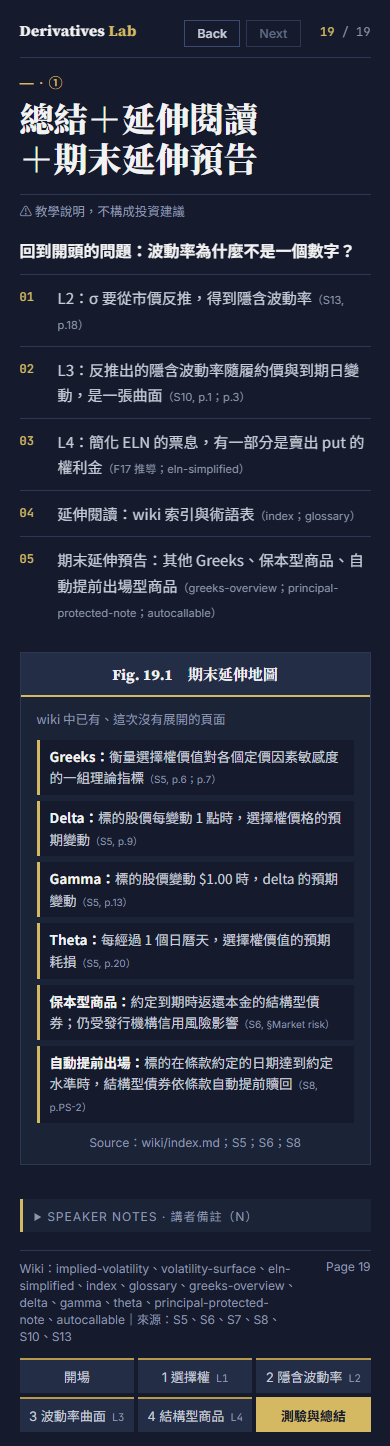 Derivatives Lab
Back
Next
19 / 19
— · ①
總結＋延伸閱讀
＋期末延伸預告
⚠ 教學說明，不構成投資建議
回到開頭的問題：波動率為什麼不是一個數字？
01
L2：σ 要從市價反推，得到隱含波動率（S13,
p.18）
02
L3：反推出的隱含波動率隨履約價與到期日變
動，是一張曲面（S10, p.1；p.3）
03
L4：簡化 ELN 的票息，有一部分是賣出 put 的
權利金（F17 推導；eln-simplified）
04
延伸閱讀：wiki 索引與術語表（index；glossary）
05
期末延伸預告：其他 Greeks、保本型商品、自
動提前出場型商品（greeks-overview；principal-
protected-note；autocallable）
Fig. 19.1 期末延伸地圖
wiki 中已有、這次沒有展開的頁面
Greeks：衡量選擇權價值對各個定價因素敏感度
的一組理論指標（S5, p.6；p.7）
Delta：標的股價每變動 1 點時，選擇權價格的預
期變動（S5, p.9）
Gamma：標的股價變動 $1.00 時，delta 的預期
變動（S5, p.13）
Theta：每經過 1 個日曆天，選擇權價值的預期
耗損（S5, p.20）
保本型商品：約定到期時返還本金的結構型債
券；仍受發行機構信用風險影響（S6, §Market risk）
自動提前出場：標的在條款約定的日期達到約定
水準時，結構型債券依條款自動提前贖回（S8,
p.PS-2）
Source：wiki/index.md；S5；S6；S8
▶ SPEAKER NOTES · 講者備註（N）
Wiki：implied-volatility、volatility-surface、eln-
simplified、index、glossary、greeks-overview、
delta、gamma、theta、principal-protected-
note、autocallable｜來源：S5、S6、S7、S8、
S10、S13
Page 19
開場
1 選擇權 L1
2 隱含波動率 L2
3 波動率曲面 L3
4 結構型商品 L4
測驗與總結